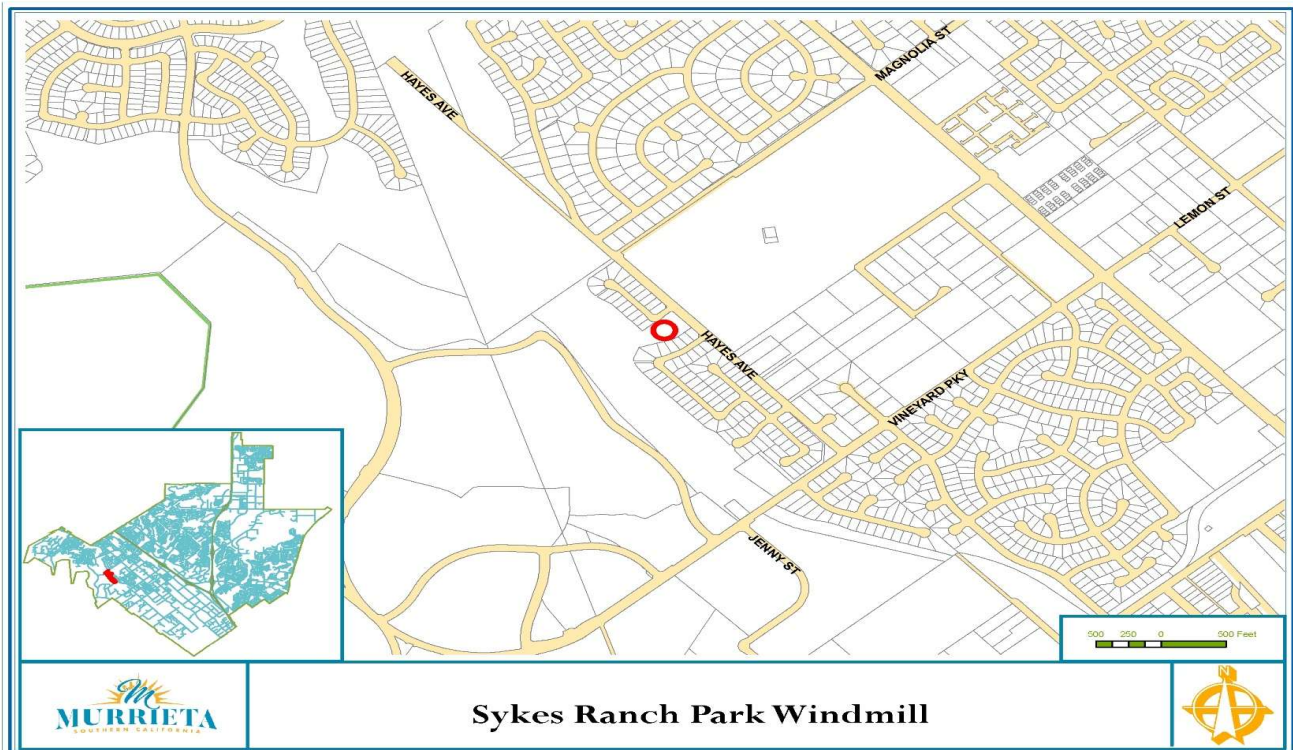 MAGNOLIA ST
HAYES AVE
LEMON ST
HAYES AVE
VINEYARD PKY
JENNY ST
500 250 0 500 Feet
M
MURRIETA
SOUTHERN CALIFORNIA
Sykes Ranch Park Windmill
N